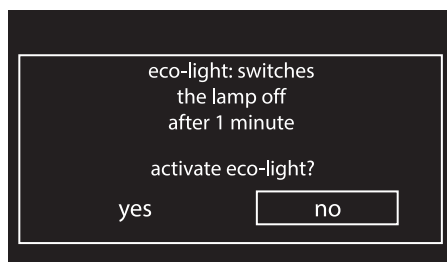 eco-light: switches
the lamp off
after 1 minute
activate eco-light?
yes no